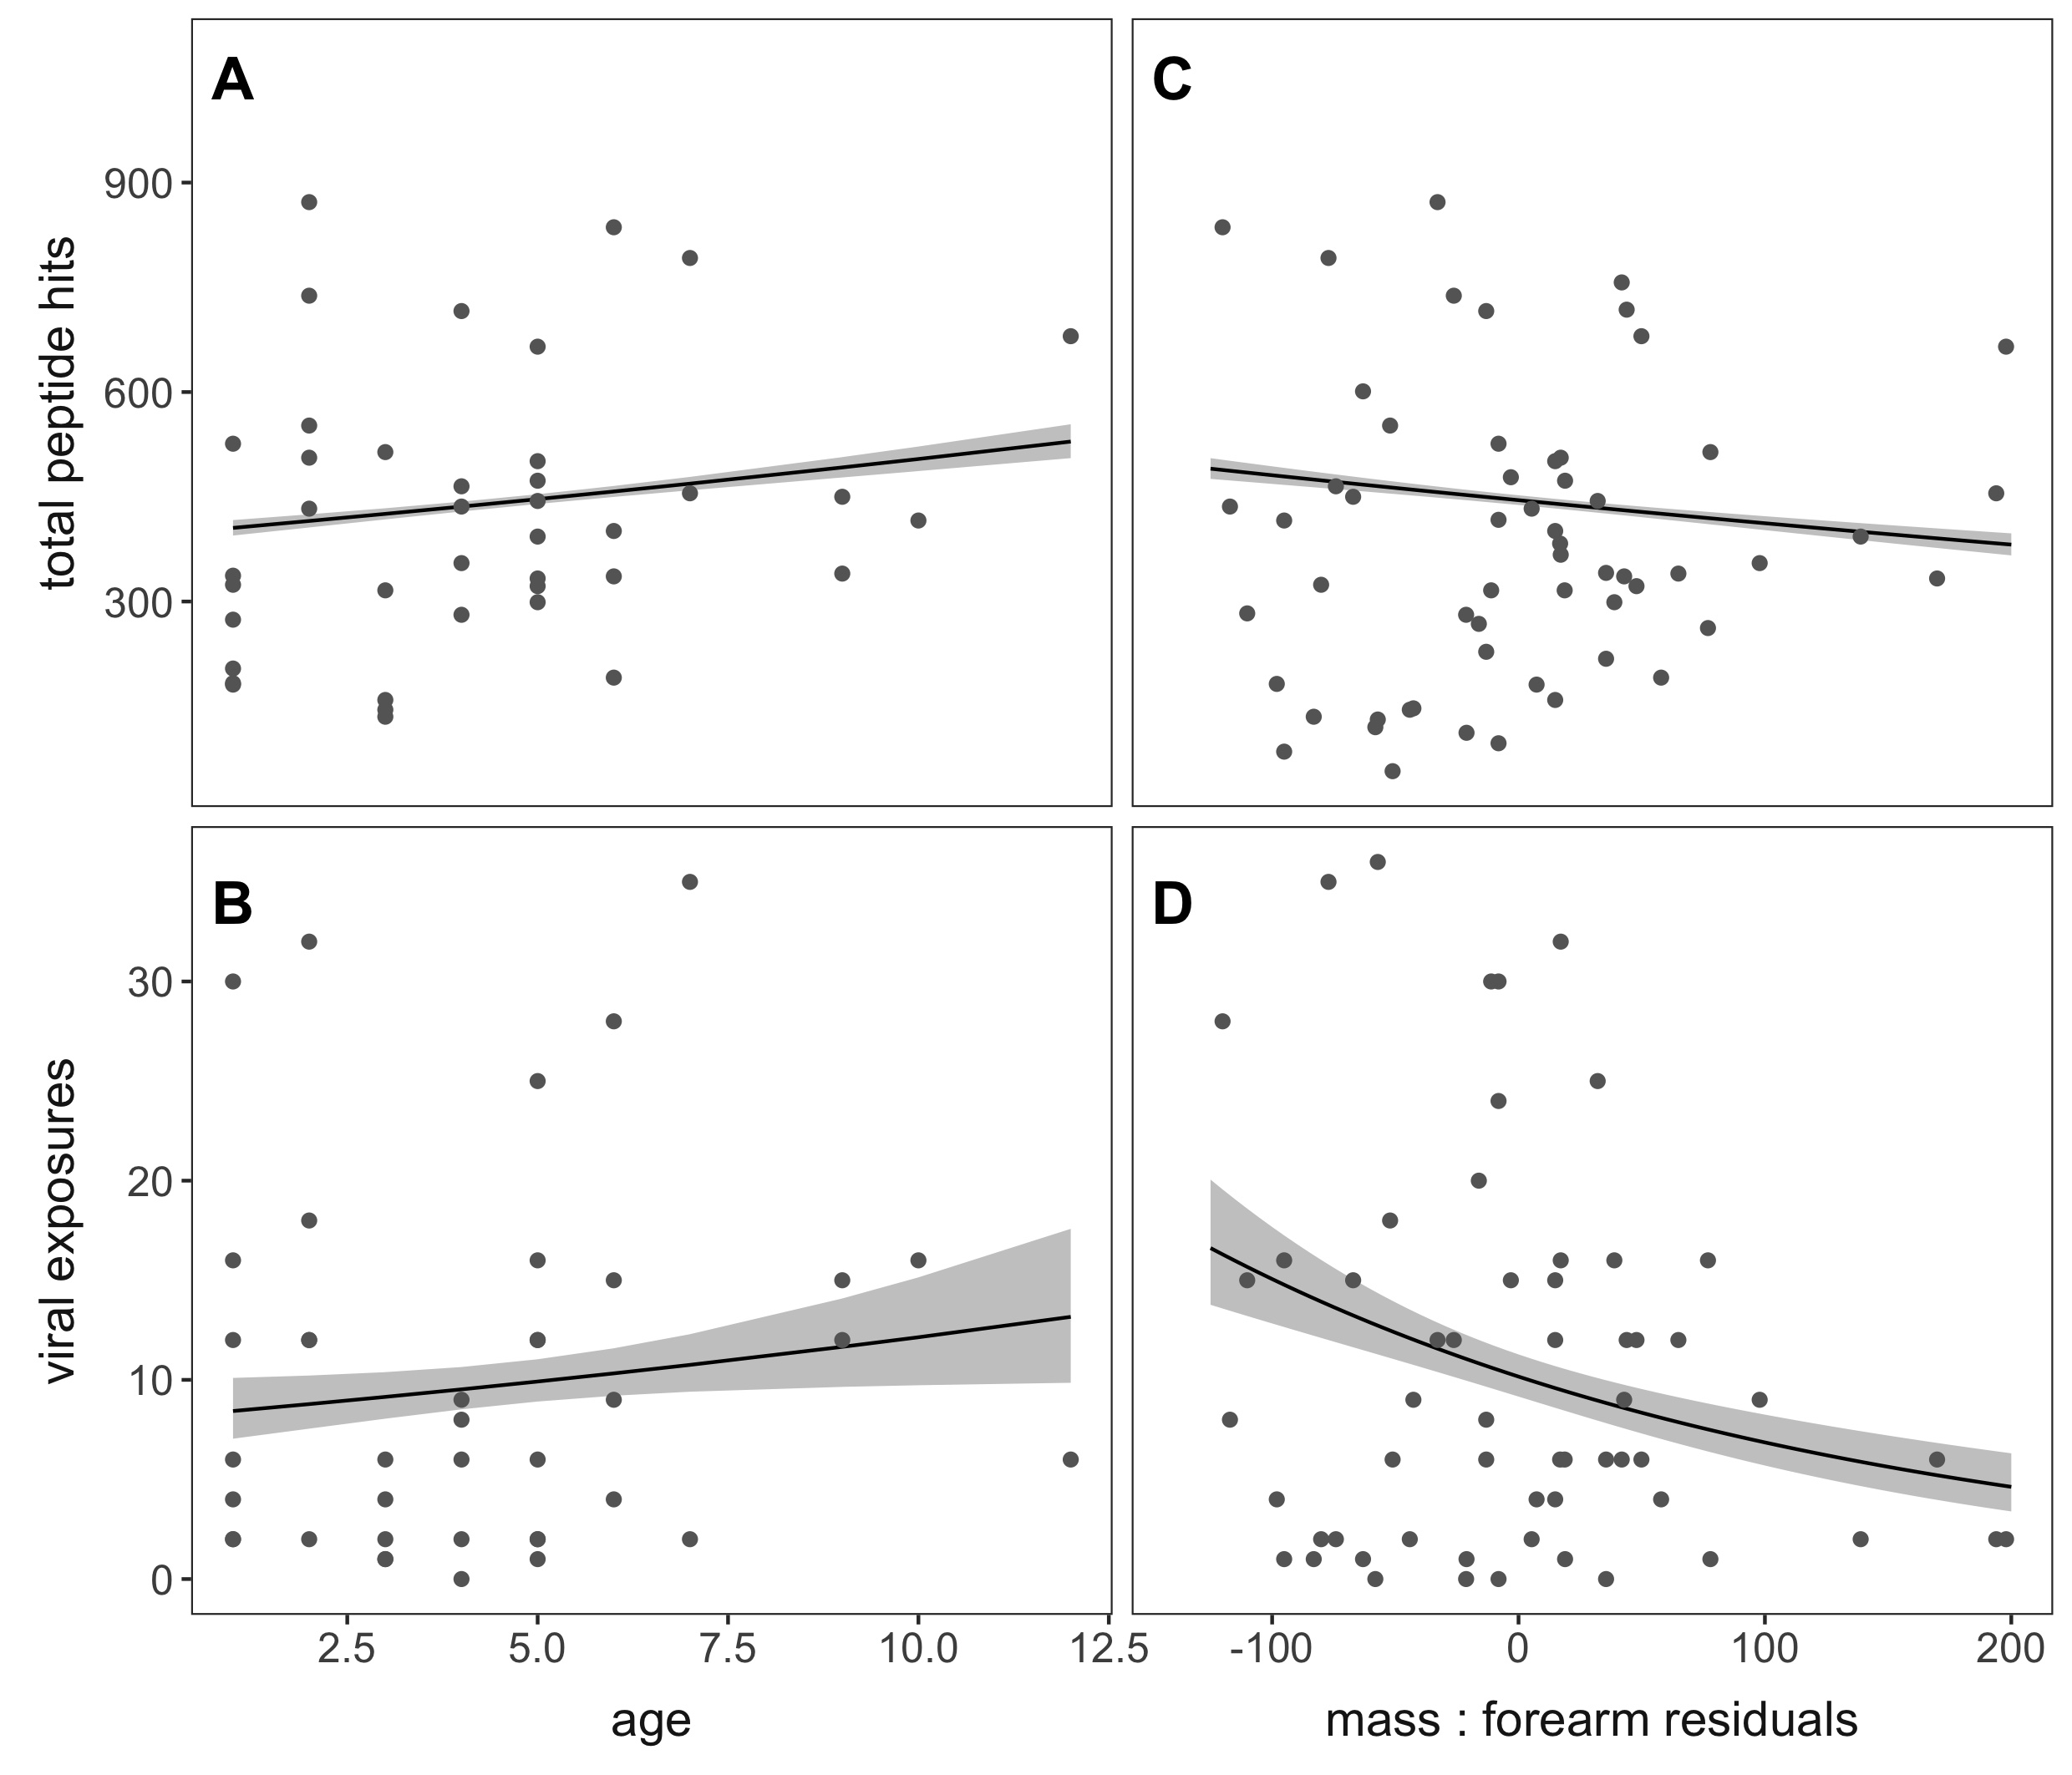 A
C
900
600
300
total peptide hits
B
D
30
20
10
0
viral exposures
2.5 5.0 7.5 10.0 12.5
-100 0 100 200
age
mass : forearm residuals